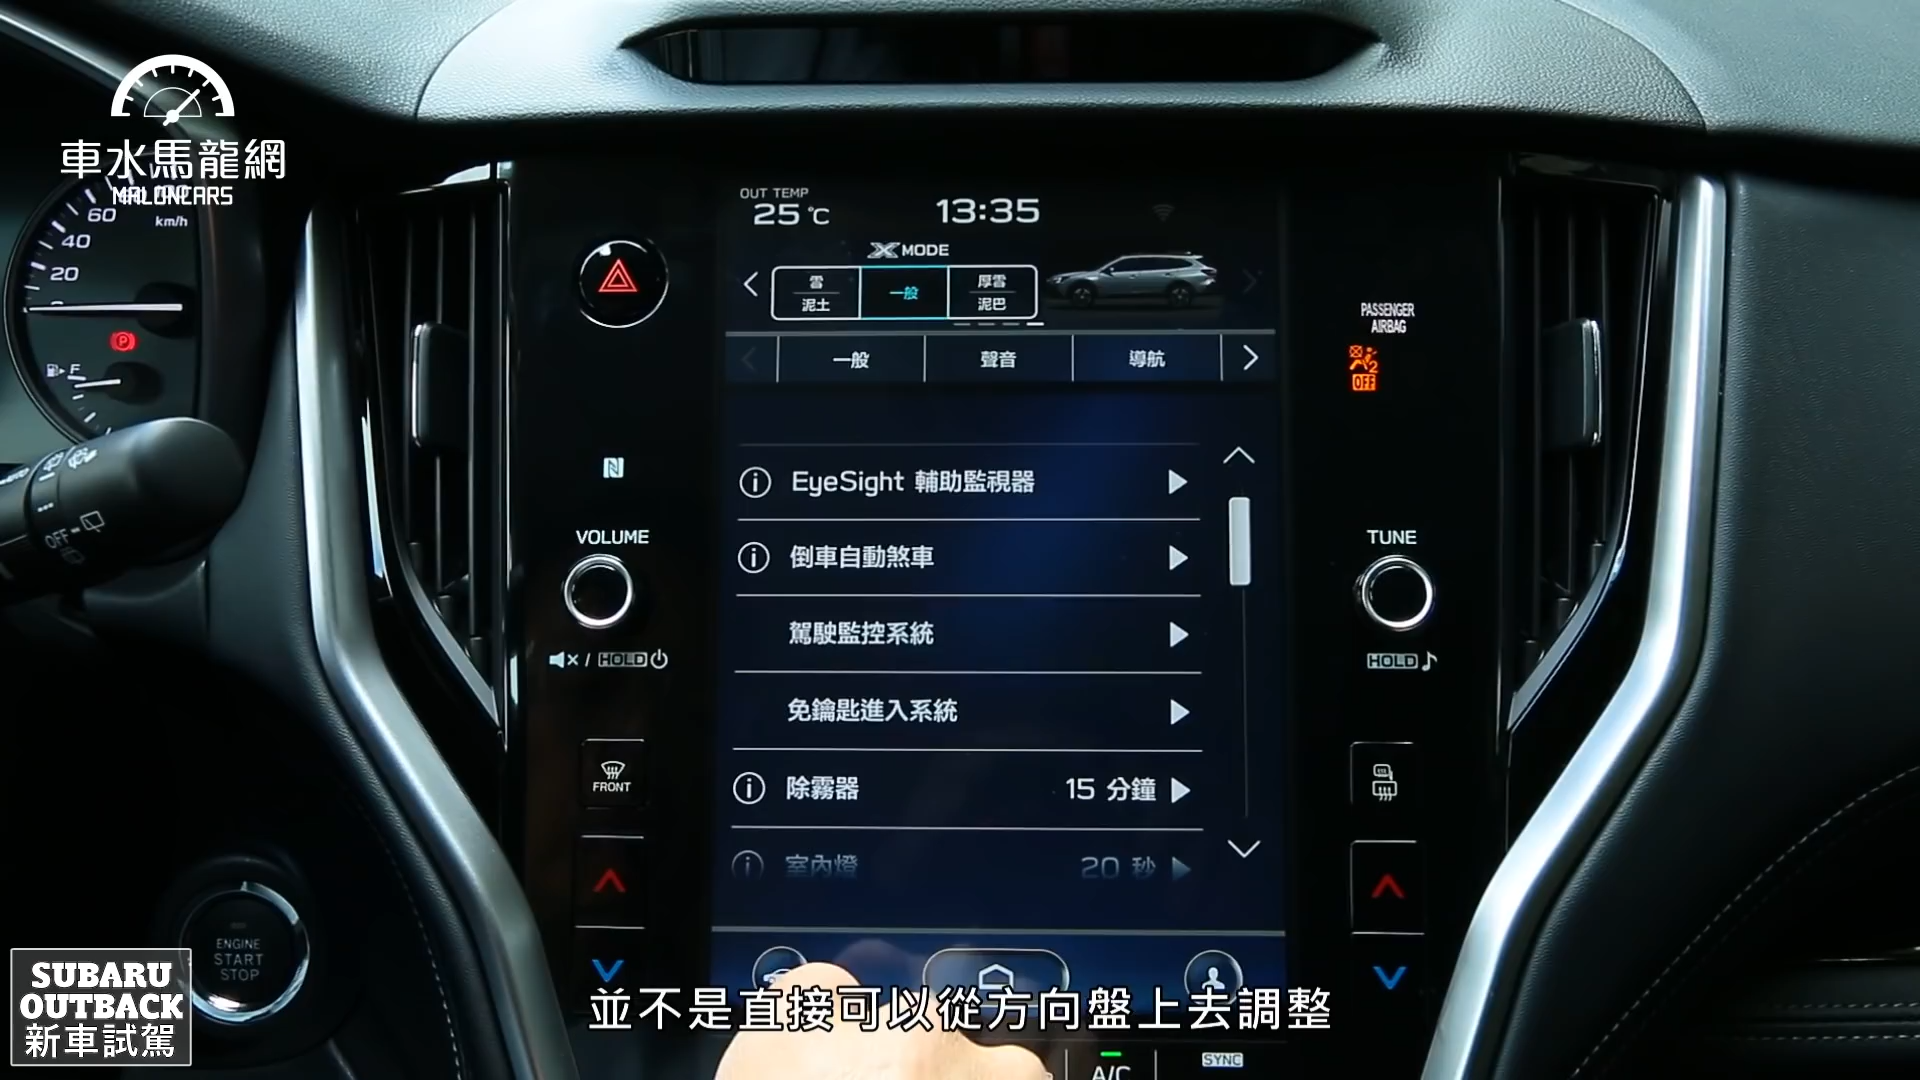 車水馬龍網
MALONCARS
100
60
km/h
40
20
P
F
OUT TEMP
25 °C
13:35
X MODE
雪
泥土
一般
厚雪
泥巴
一般
聲音
導航
PASSENGER
AIRBAG
2
OFF
EyeSight 輔助監視器
倒車自動煞車
駕駛監控系統
免鑰匙進入系統
除霧器 15 分鐘
室內燈 20 秒
VOLUME
HOLD
TUNE
HOLD
FRONT
AUTO
OFF
ENGINE
START
STOP
A/C
SYNC
並不是直接可以從方向盤上去調整
SUBARU
OUTBACK
新車試駕